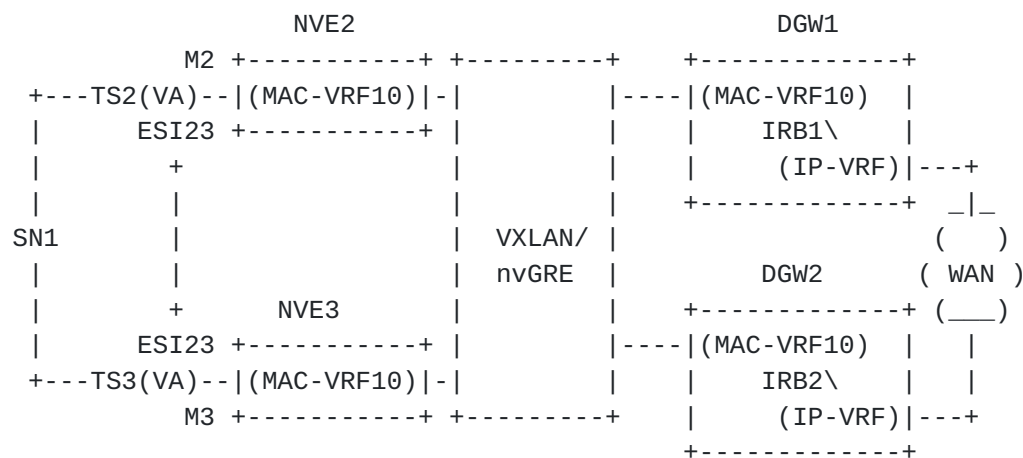 NVE2                           DGW1
             M2 +-----------+ +---------+    +-------------+
  +---TS2(VA)--|(MAC-VRF10)|-|         |----|(MAC-VRF10)  |
  |      ESI23 +-----------+ |         |    |    IRB1\    |
  |        +                 |         |    |     (IP-VRF)|---+
  |        |                 |         |    +-------------+  _|_
 SN1       |                 |  VXLAN/ |                    (   )
  |        |                 |  nvGRE  |         DGW2      ( WAN )
  |        +      NVE3       |         |    +-------------+ (___)
  |      ESI23 +-----------+ |         |----|(MAC-VRF10)  |   |
  +---TS3(VA)--|(MAC-VRF10)|-|         |    |    IRB2\    |   |
             M3 +-----------+ +---------+    |     (IP-VRF)|---+
                                            +-------------+